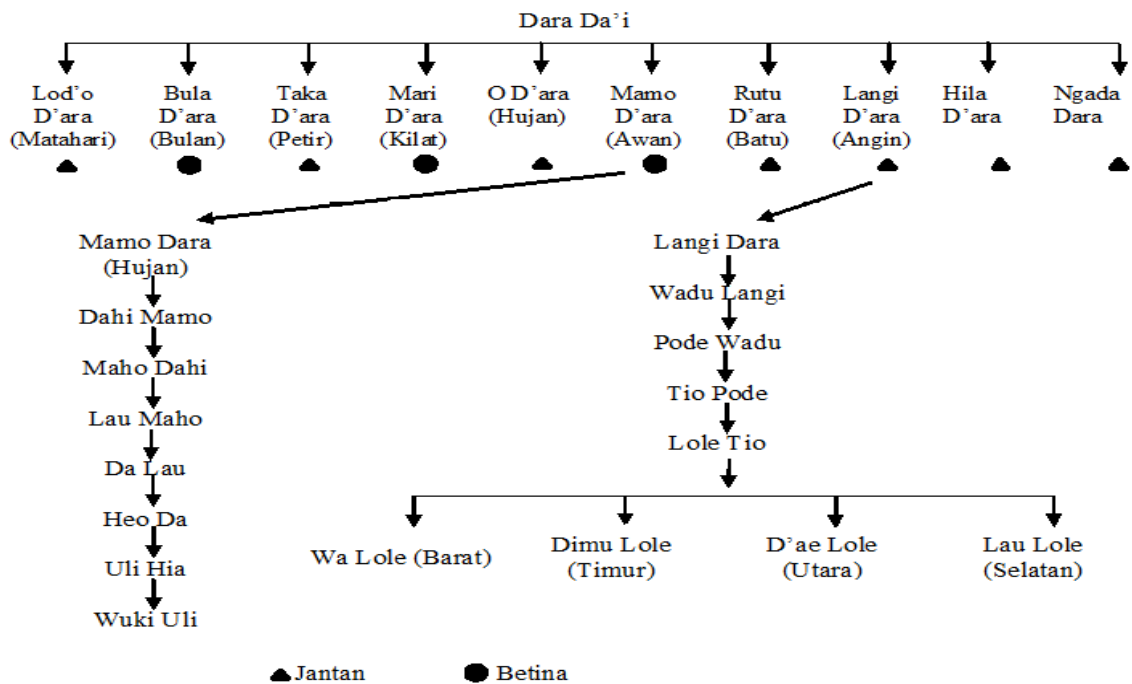 Dara Da’i
Lod’o
D’ara
(Matahari)
Bula
D’ara
(Bulan)
Taka
D’ara
(Petir)
Mari
D’ara
(Kilat)
O D’ara
(Hujan)
Mamo
D’ara
(Awan)
Rutu
D’ara
(Batu)
Langi
D’ara
(Angin)
Hila
D’ara
Ngada
Dara
Mamo Dara
(Hujan)
Dahi Mamo
Maho Dahi
Lau Maho
Da Lau
Heo Da
Uli Hia
Wuki Uli
Langi Dara
Wadu Langi
Pode Wadu
Tio Pode
Lole Tio
Wa Lole (Barat)
Dimu Lole
(Timur)
D’ae Lole
(Utara)
Lau Lole
(Selatan)
Jantan
Betina